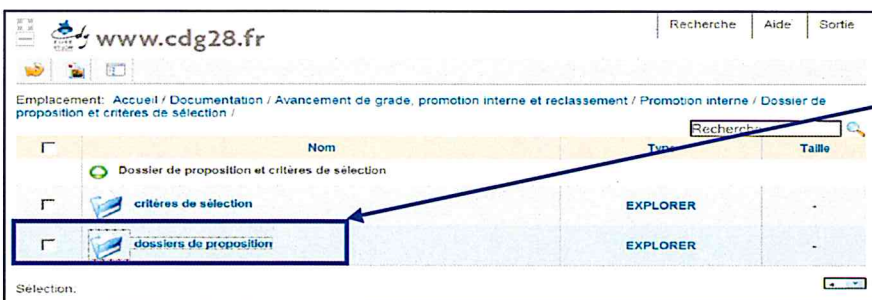 Recherche Aide Sortie
www.cdg28.fr
Emplacement: Accueil / Documentation / Avancement de grade, promotion interne et reclassement / Promotion interne / Dossier de
proposition et critères de sélection /
Recherche
Nom Type Taille
Dossier de proposition et critères de sélection
critères de sélection EXPLORER -
dossiers de proposition EXPLORER -
Sélection: